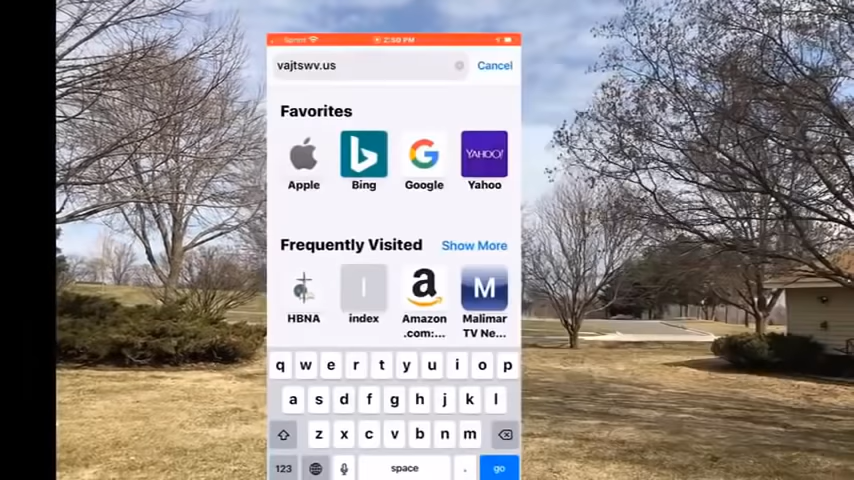 Sprint 2:50 PM
vajtswv.us Cancel
Favorites
YAHOO!
Apple Bing Google Yahoo
Frequently Visited Show More
I a M
HBNA index Amazon .com:... Malimar TV Ne...
q w e r t y u i o p
a s d f g h j k l
z x c v b n m
123 space . go